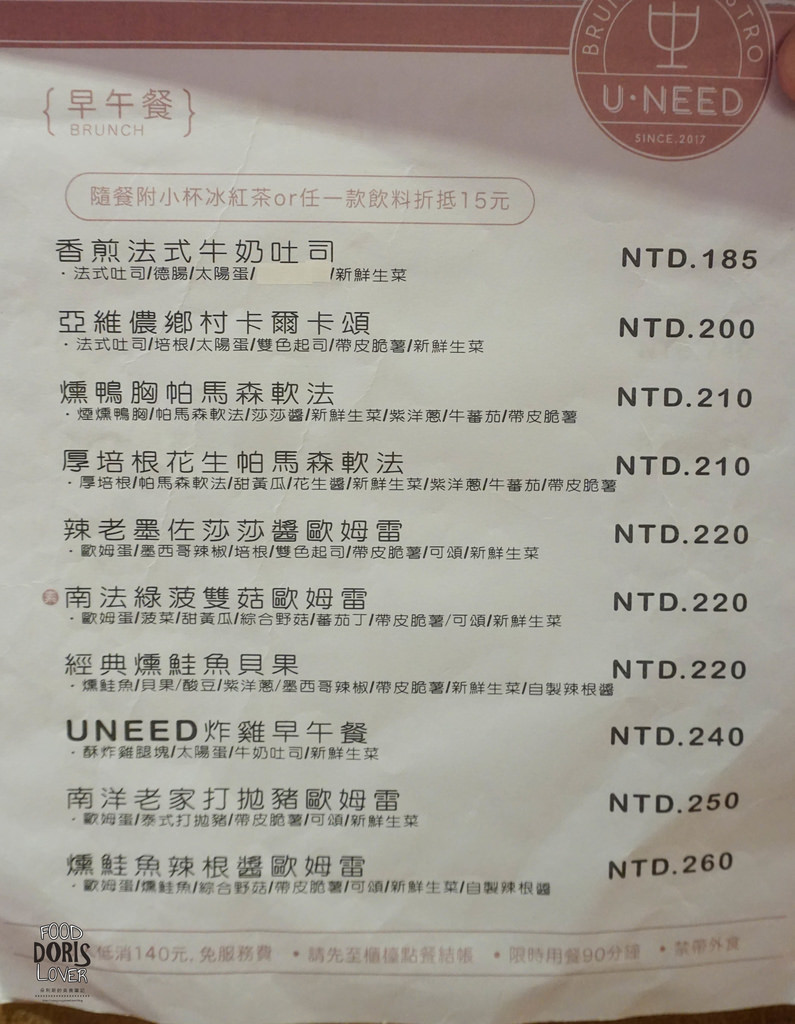 U·NEED
SINCE.2017
{早午餐}
BRUNCH
隨餐附小杯冰紅茶or任一款飲料折抵15元
香煎法式牛奶吐司 NTD.185
·法式吐司/德腸/太陽蛋/ /新鮮生菜
亞維儂鄉村卡爾卡頌 NTD.200
·法式吐司/培根/太陽蛋/雙色起司/帶皮脆薯/新鮮生菜
燻鴨胸帕馬森軟法 NTD.210
·煙燻鴨胸/帕馬森軟法/莎莎醬/新鮮生菜/紫洋蔥/牛蕃茄/帶皮脆薯
厚培根花生帕馬森軟法 NTD.210
·厚培根/帕馬森軟法/甜黃瓜/花生醬/新鮮生菜/紫洋蔥/牛蕃茄/帶皮脆薯
辣老墨佐莎莎醬歐姆雷 NTD.220
·歐姆蛋/墨西哥辣椒/培根/雙色起司/帶皮脆薯/可頌/新鮮生菜
素 南法綠菠雙菇歐姆雷 NTD.220
·歐姆蛋/菠菜/甜黃瓜/綜合野菇/蕃茄丁/帶皮脆薯/可頌/新鮮生菜
經典燻鮭魚貝果 NTD.220
·燻鮭魚/貝果/酸豆/紫洋蔥/墨西哥辣椒/帶皮脆薯/新鮮生菜/自製辣根醬
UNEED炸雞早午餐 NTD.240
·酥炸雞腿塊/太陽蛋/牛奶吐司/新鮮生菜
南洋老家打拋豬歐姆雷 NTD.250
·歐姆蛋/泰式打拋豬/帶皮脆薯/可頌/新鮮生菜
燻鮭魚辣根醬歐姆雷 NTD.260
·歐姆蛋/燻鮭魚/綜合野菇/帶皮脆薯/可頌/新鮮生菜/自製辣根醬
低消140元, 免服務費 •請先至櫃檯點餐結帳 •限時用餐90分鐘 •禁帶外食
FOOD
DORIS
LOVER